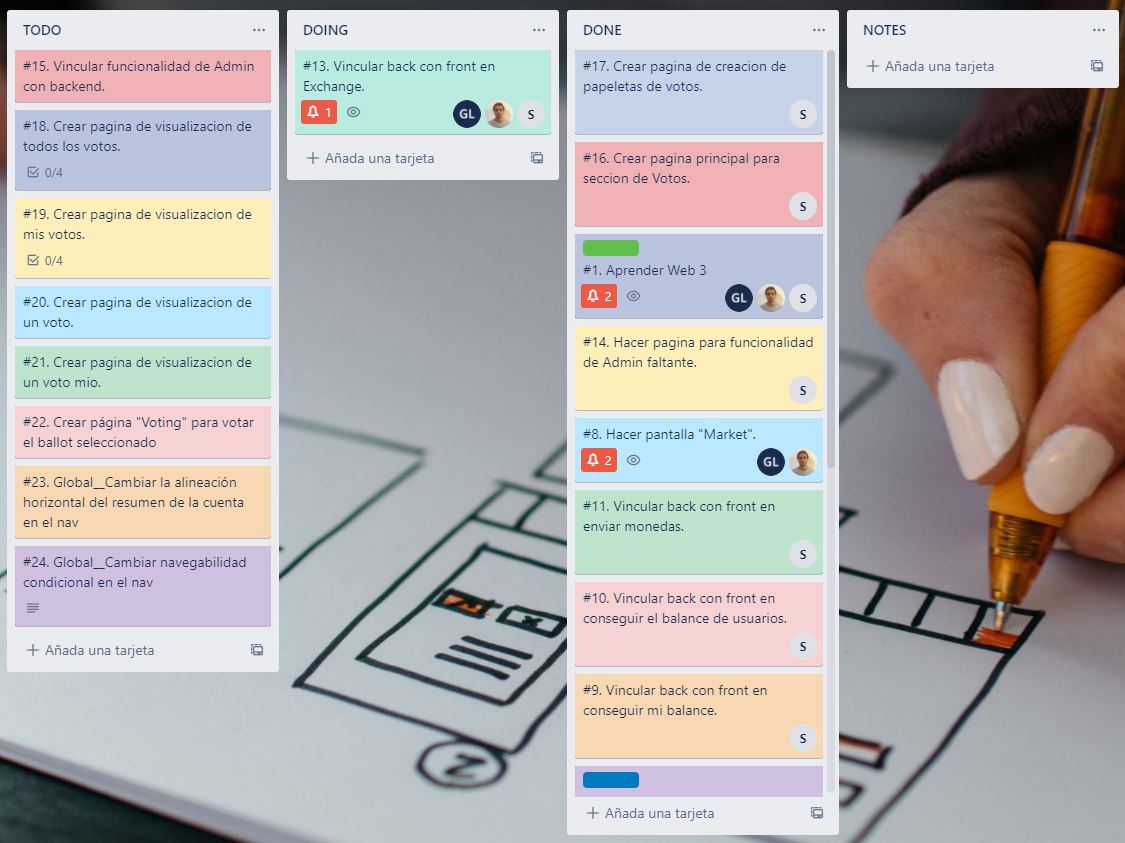 TODO
#15. Vincular funcionalidad de Admin
con backend.
#18. Crear pagina de visualizacion de
todos los votos.
0/4
#19. Crear pagina de visualizacion de
mis votos.
0/4
#20. Crear pagina de visualizacion de
un voto.
#21. Crear pagina de visualizacion de
un voto mio.
#22. Crear página "Voting" para votar
el ballot seleccionado
#23. Global__Cambiar la alineación
horizontal del resumen de la cuenta
en el nav
#24. Global__Cambiar navegabilidad
condicional en el nav
Añada una tarjeta
DOING
#13. Vincular back con front en
Exchange.
1
GL
S
Añada una tarjeta
DONE
#17. Crear pagina de creacion de
papeletas de votos.
S
#16. Crear pagina principal para
seccion de Votos.
S
#1. Aprender Web 3
2
GL
S
#14. Hacer pagina para funcionalidad
de Admin faltante.
S
#8. Hacer pantalla "Market".
2
GL
#11. Vincular back con front en
enviar monedas.
S
#10. Vincular back con front en
conseguir el balance de usuarios.
S
#9. Vincular back con front en
conseguir mi balance.
S
Añada una tarjeta
NOTES
Añada una tarjeta
2